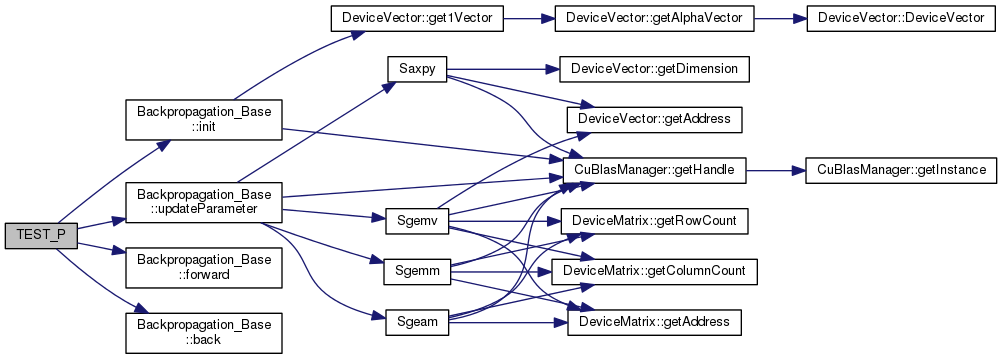 TEST_P
Backpropagation_Base
::init
Backpropagation_Base
::updateParameter
Backpropagation_Base
::forward
Backpropagation_Base
::back
DeviceVector::get1Vector
Saxpy
Sgemv
Sgemm
Sgeam
DeviceVector::getAlphaVector
DeviceVector::getDimension
DeviceVector::getAddress
CuBlasManager::getHandle
DeviceMatrix::getRowCount
DeviceMatrix::getColumnCount
DeviceMatrix::getAddress
DeviceVector::DeviceVector
CuBlasManager::getInstance